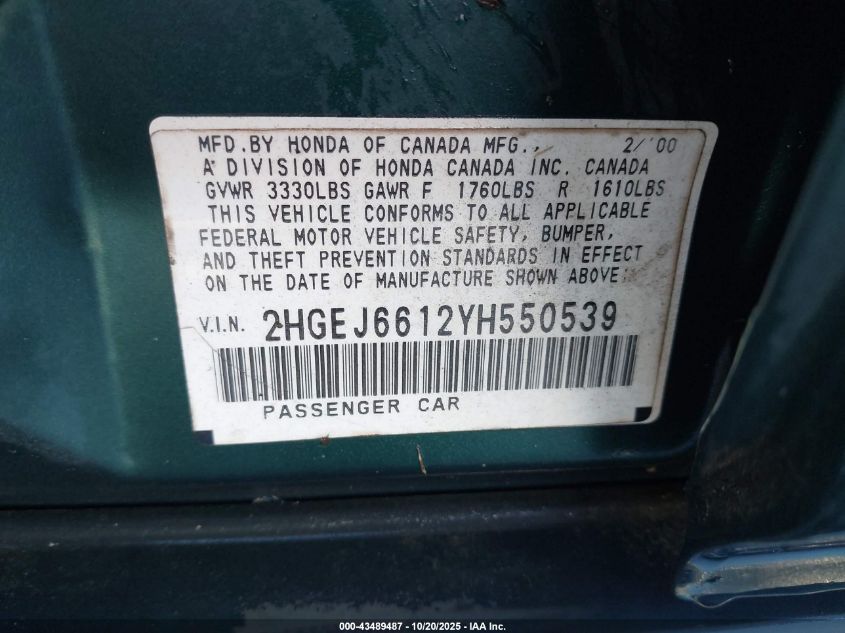 MFD.BY HONDA OF CANADA MFG., 2/'00
A DIVISION OF HONDA CANADA INC. CANADA
GVWR 3330LBS GAWR F 1760LBS R 1610LBS
THIS VEHICLE CONFORMS TO ALL APPLICABLE
FEDERAL MOTOR VEHICLE SAFETY, BUMPER,
AND THEFT PREVENTION STANDARDS IN EFFECT
ON THE DATE OF MANUFACTURE SHOWN ABOVE.
V.I.N. 2HGEJ6612YH550539
PASSENGER CAR
000-43489487 - 10/20/2025 - IAA Inc.